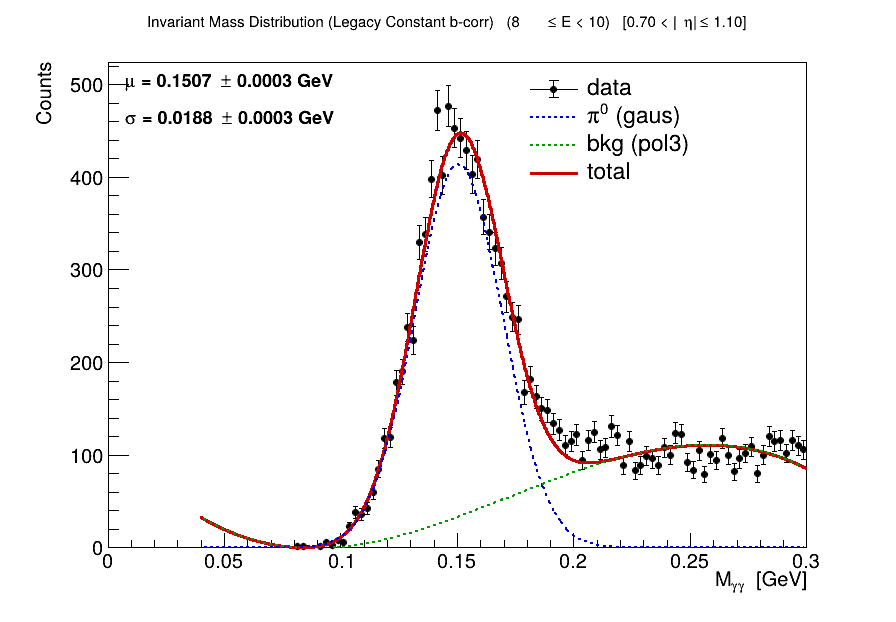 Invariant Mass Distribution (Legacy Constant b-corr) (8 ≤ E < 10) [0.70 < | η| ≤ 1.10]
Counts
μ = 0.1507 ± 0.0003 GeV
σ = 0.0188 ± 0.0003 GeV
data
π⁰ (gaus)
bkg (pol3)
total
500
400
300
200
100
0
0 0.05 0.1 0.15 0.2 0.25 0.3
Mγγ [GeV]